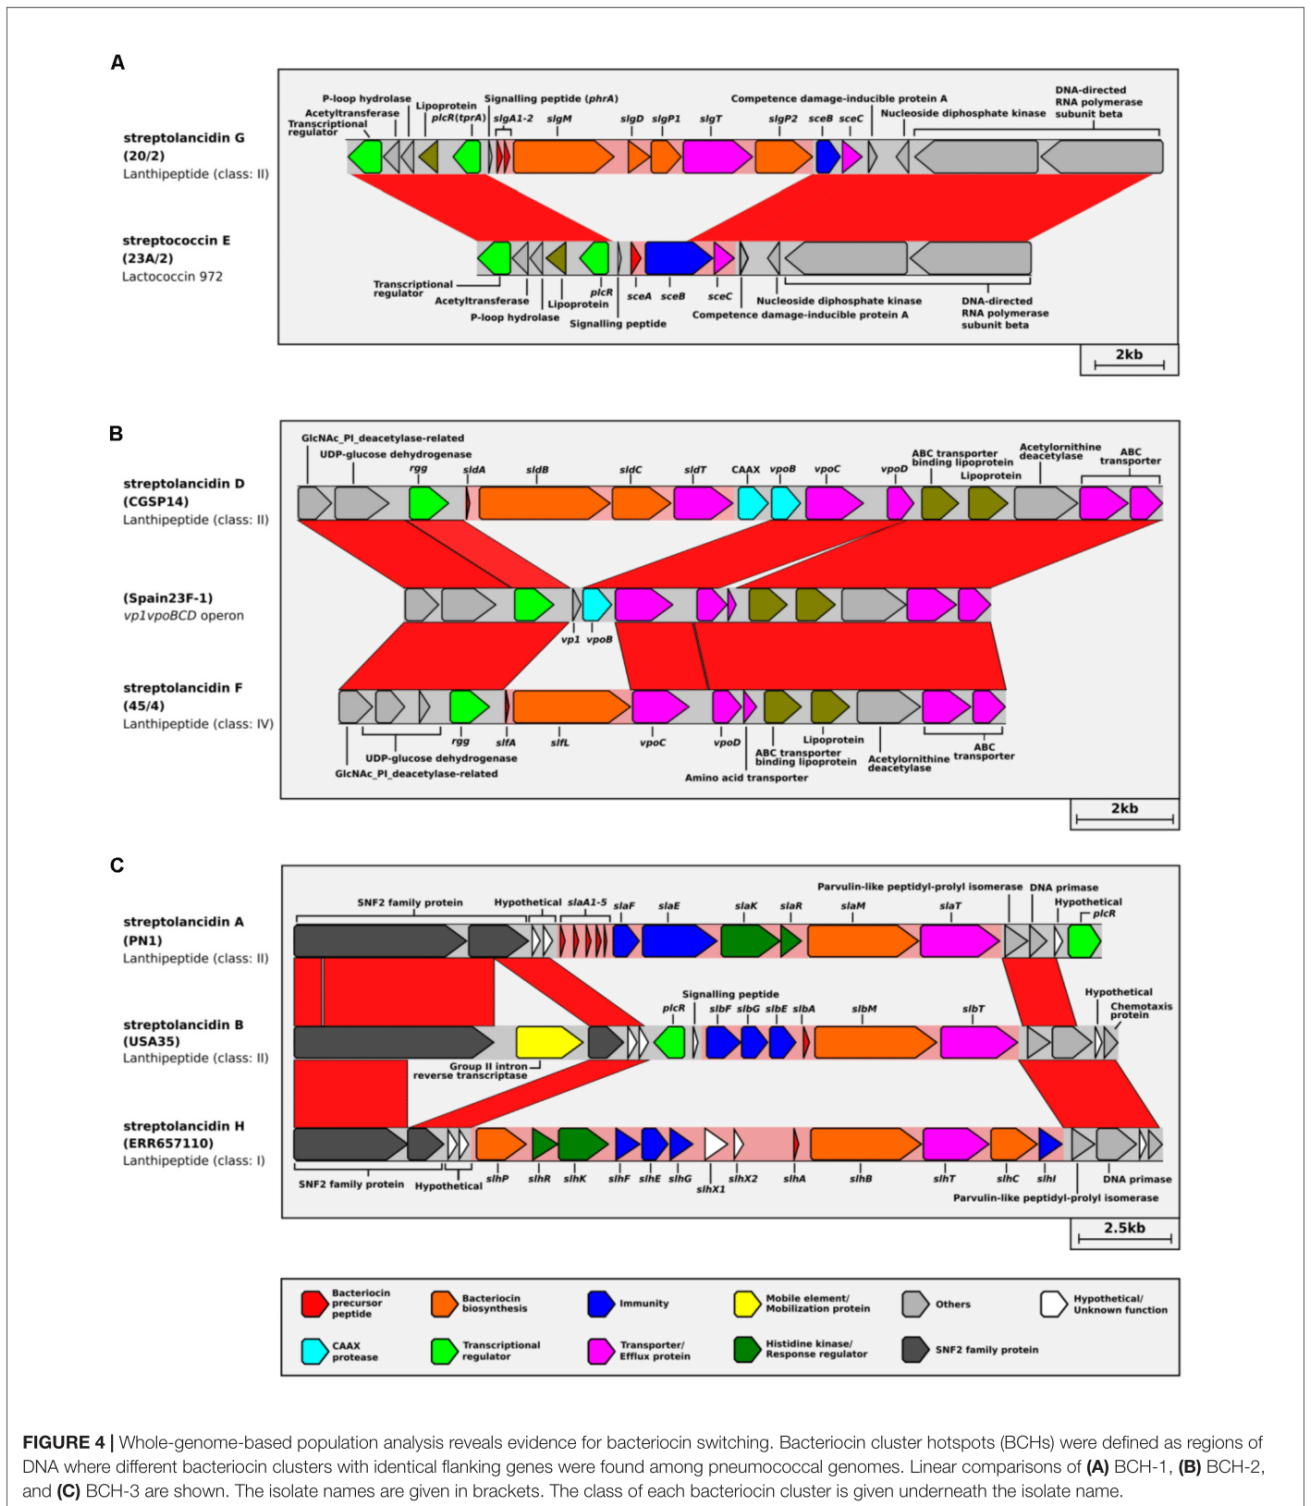 A
P-loop hydrolase
Signalling peptide (phrA)
Competence damage-inducible protein A
DNA-directed
RNA polymerase
subunit beta
Acetyltransferase
Lipoprotein
Nucleoside diphosphate kinase
Transcriptional
regulator
plcR(tprA)
slgA1-2
slgM
slgD
slgP1
slgT
slgP2
sceB
sceC
streptolancidin G
(20/2)
Lanthipeptide (class: II)
streptococcin E
(23A/2)
Lactococcin 972
Transcriptional
regulator
Acetyltransferase
P-loop hydrolase
Lipoprotein
plcR
Signalling peptide
sceA
sceB
sceC
Competence damage-inducible protein A
Nucleoside diphosphate kinase
DNA-directed
RNA polymerase
subunit beta
2kb
B
GlcNAc_PI_deacetylase-related
UDP-glucose dehydrogenase
rgg
sldA
sldB
sldC
sldT
CAAX
vpoB
vpoC
vpoD
ABC transporter
binding lipoprotein
Lipoprotein
Acetylornithine
deacetylase
ABC
transporter
streptolancidin D
(CGSP14)
Lanthipeptide (class: II)
(Spain23F-1)
vp1vpoBCD operon
vp1
vpoB
streptolancidin F
(45/4)
Lanthipeptide (class: IV)
rgg
slfA
slfL
vpoC
vpoD
UDP-glucose dehydrogenase
GlcNAc_PI_deacetylase-related
Amino acid transporter
ABC transporter
binding lipoprotein
Lipoprotein
Acetylornithine
deacetylase
ABC
transporter
2kb
C
SNF2 family protein
Hypothetical
slaA1-5
slaF
slaE
slaK
slaR
slaM
slaT
Parvulin-like peptidyl-prolyl isomerase
DNA primase
Hypothetical
plcR
streptolancidin A
(PN1)
Lanthipeptide (class: II)
Signalling peptide
plcR
slbF
slbG
slbE
slbA
slbM
slbT
Hypothetical
Chemotaxis
protein
streptolancidin B
(USA35)
Lanthipeptide (class: II)
Group II intron
reverse transcriptase
streptolancidin H
(ERR657110)
Lanthipeptide (class: I)
SNF2 family protein
Hypothetical
slhP
slhR
slhK
slhF
slhE
slhG
slhX1
slhX2
slhA
slhB
slhT
slhC
slhI
Parvulin-like peptidyl-prolyl isomerase
DNA primase
2.5kb
Bacteriocin
precursor
peptide
Bacteriocin
biosynthesis
Immunity
Mobile element/
Mobilization protein
Others
Hypothetical/
Unknown function
CAAX
protease
Transcriptional
regulator
Transporter/
Efflux protein
Histidine kinase/
Response regulator
SNF2 family protein
FIGURE 4 | Whole-genome-based population analysis reveals evidence for bacteriocin switching. Bacteriocin cluster hotspots (BCHs) were defined as regions of
DNA where different bacteriocin clusters with identical flanking genes were found among pneumococcal genomes. Linear comparisons of (A) BCH-1, (B) BCH-2,
and (C) BCH-3 are shown. The isolate names are given in brackets. The class of each bacteriocin cluster is given underneath the isolate name.